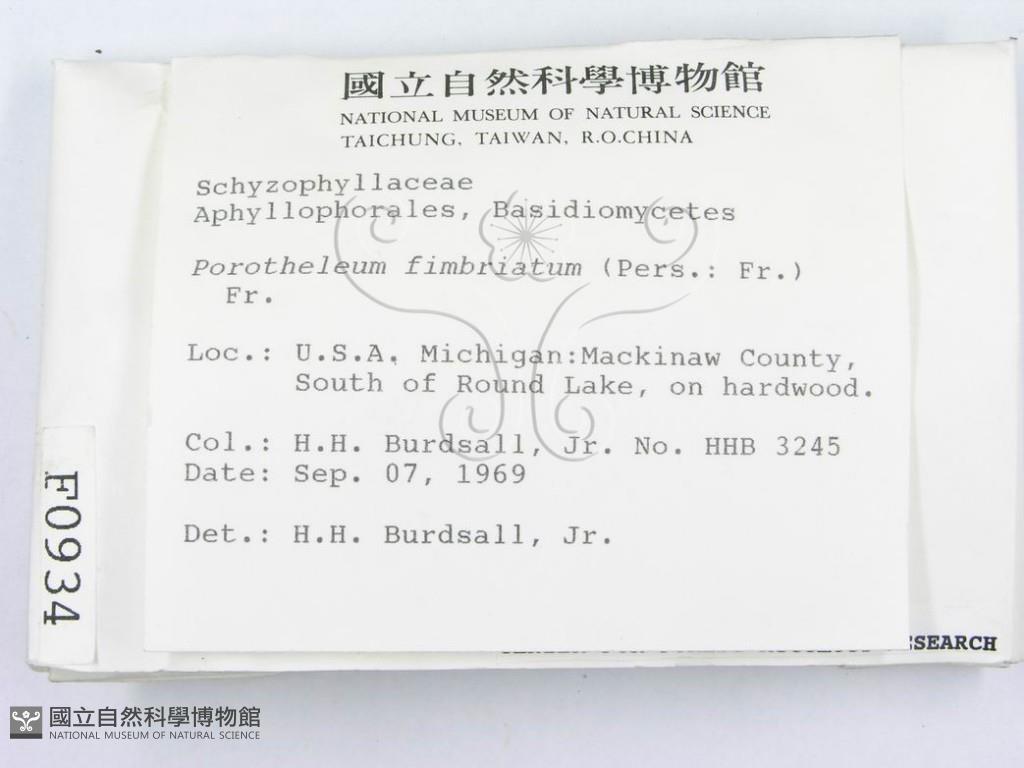 國立自然科學博物館
NATIONAL MUSEUM OF NATURAL SCIENCE
TAICHUNG, TAIWAN, R.O.CHINA
Schyzophyllaceae
Aphyllophorales, Basidiomycetes
Porotheleum fimbriatum (Pers.: Fr.)
Fr.
Loc.: U.S.A. Michigan:Mackinaw County,
South of Round Lake, on hardwood.
Col.: H.H. Burdsall, Jr. No. HHB 3245
Date: Sep. 07, 1969
Det.: H.H. Burdsall, Jr.
F0934
國立自然科學博物館
NATIONAL MUSEUM OF NATURAL SCIENCE